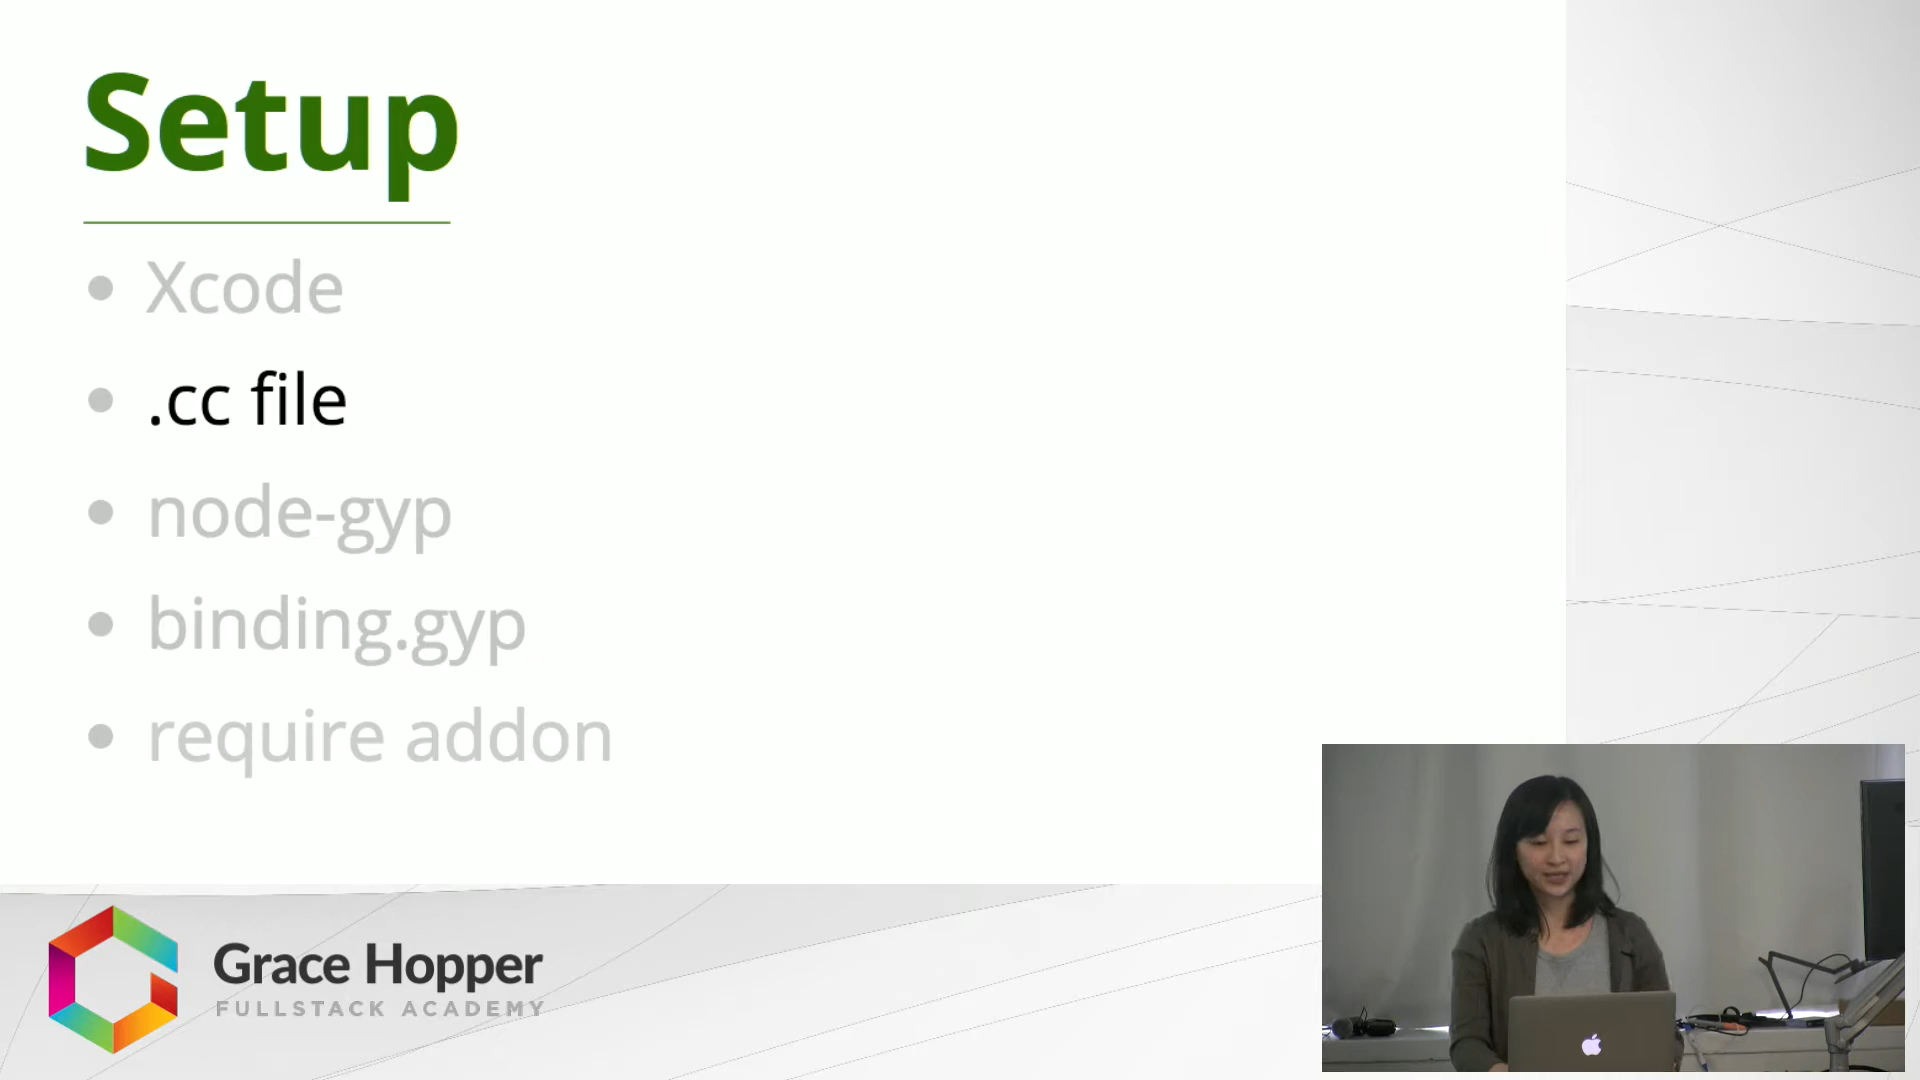 Setup
• Xcode
• .cc file
• node-gyp
• binding.gyp
• require addon
Grace Hopper
FULLSTACK ACADEMY